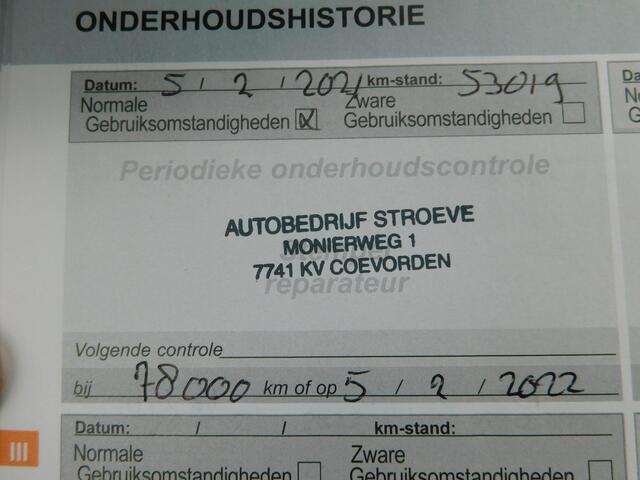 ONDERHOUDSHISTORIE
Datum: 5 / 2 / 2021 km-stand: 53019
Normale Zware
Gebruiksomstandigheden ☒ Gebruiksomstandigheden ☐
Periodieke onderhoudscontrole
AUTOBEDRIJF STROEVE
MONIERWEG 1
Stempel
7741 KV COEVORDEN
reparateur
Volgende controle
bij 78000 km of op 5 / 2 / 2022
Datum: / / km-stand:
Normale Zware
Gebruiksomstandigheden ☐ Gebruiksomstandigheden ☐
III